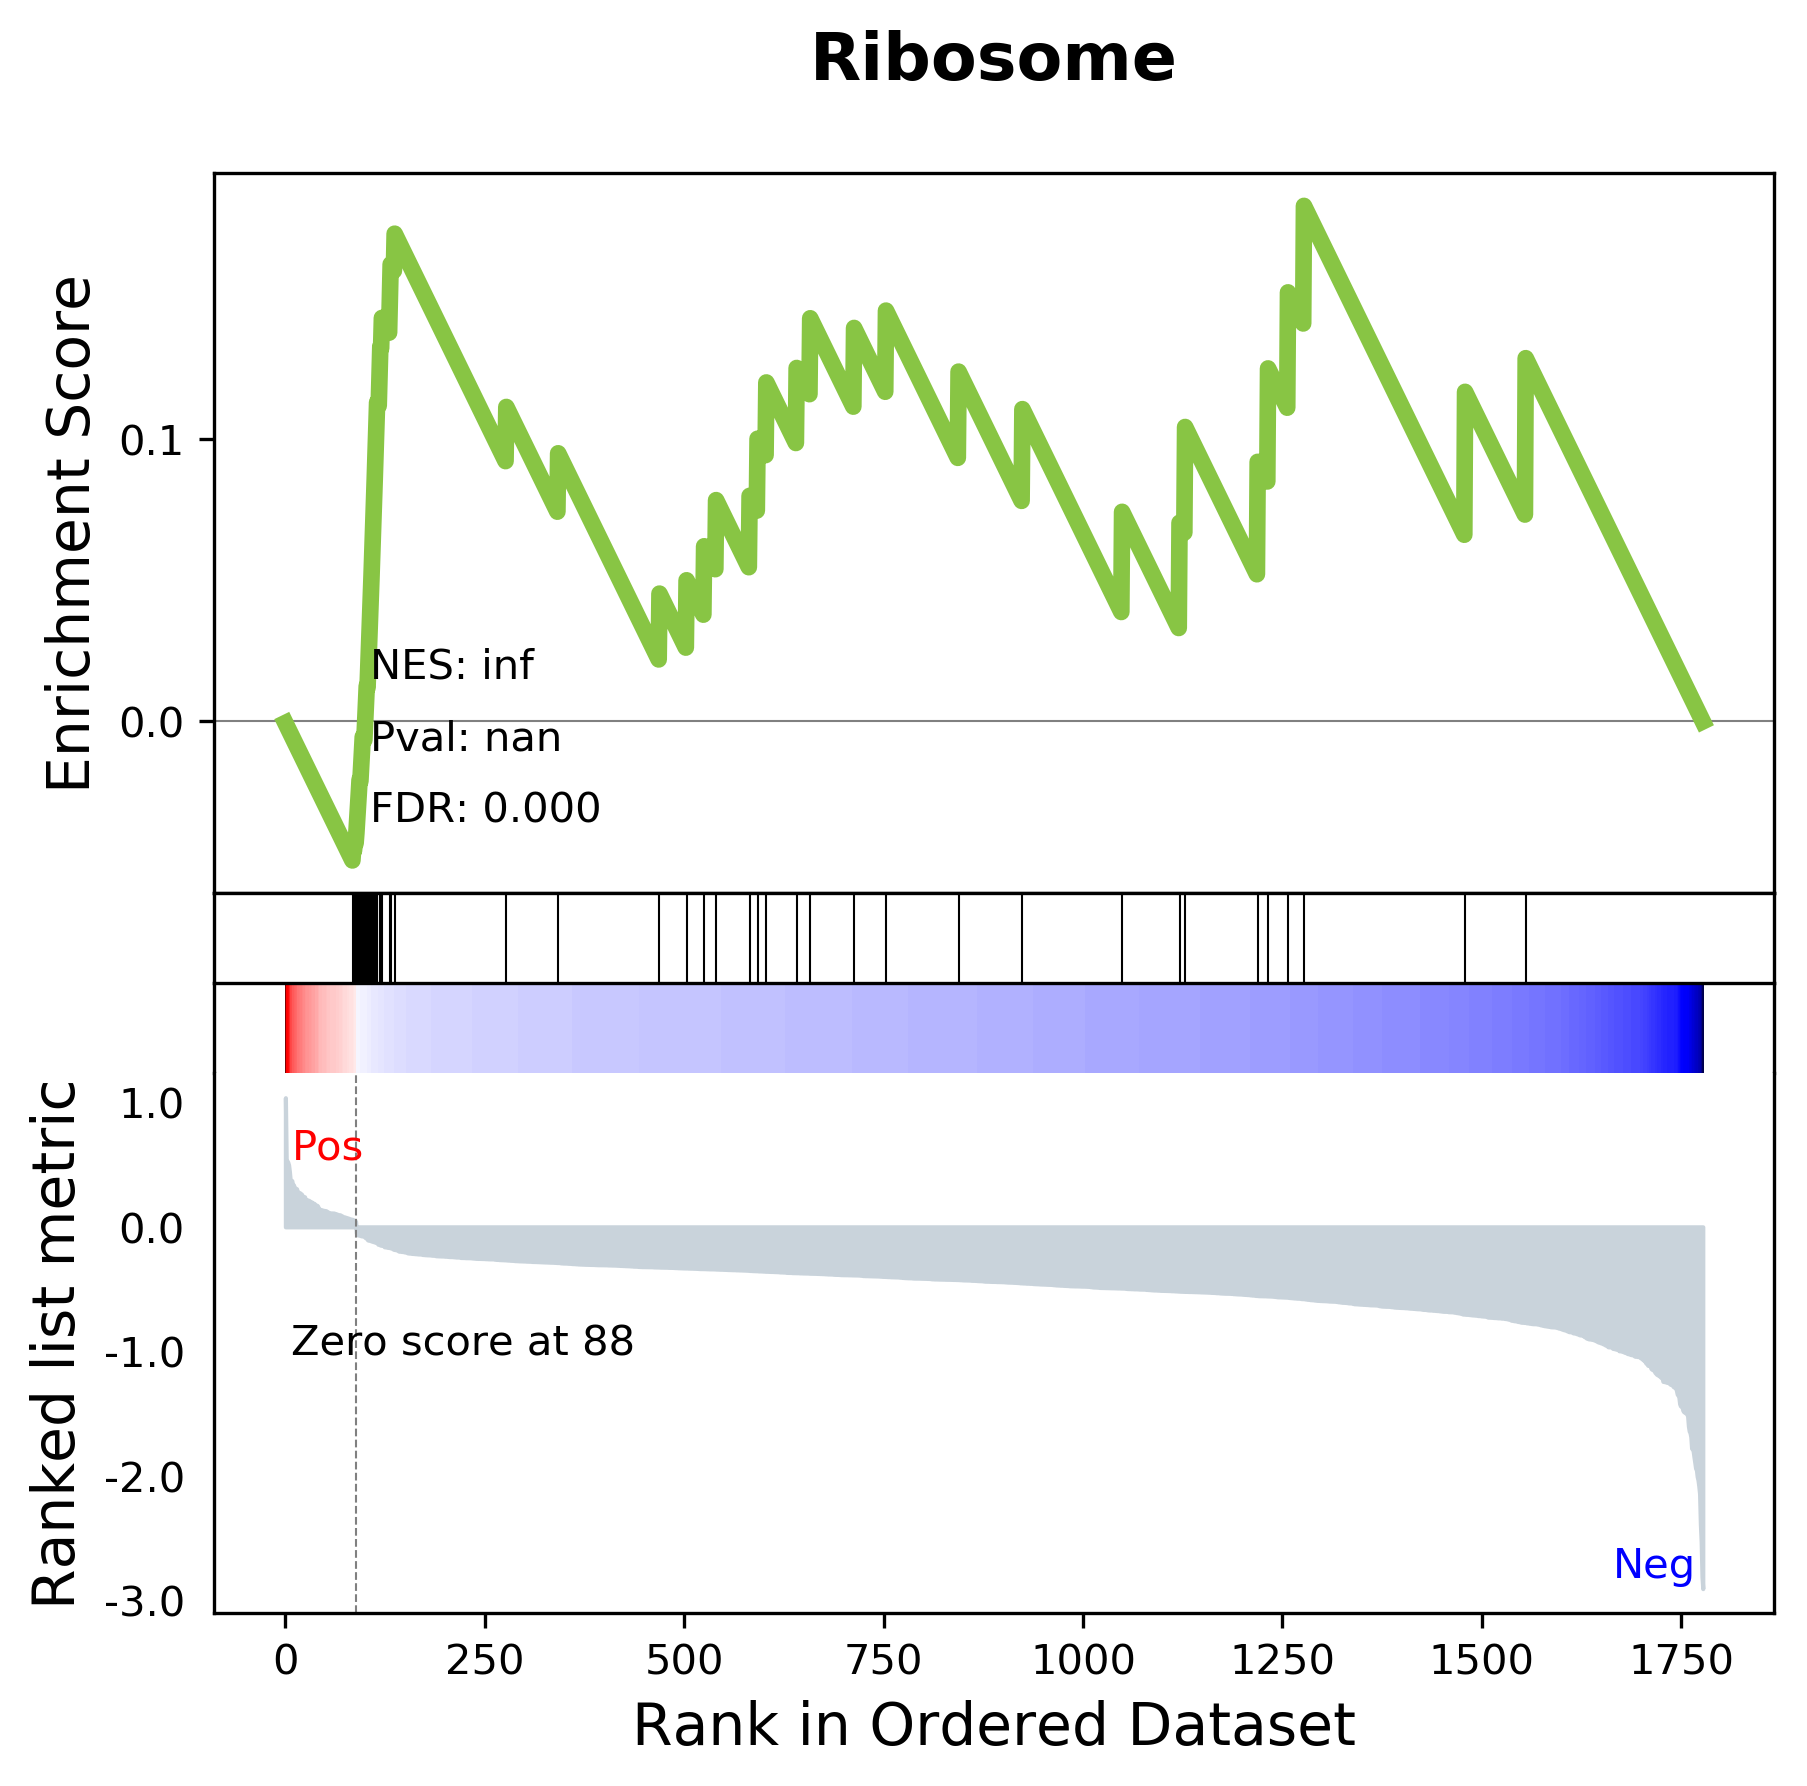 Ribosome
Enrichment Score
0.1
0.0
NES: inf
Pval: nan
FDR: 0.000
Ranked list metric
1.0
0.0
-1.0
-2.0
-3.0
Pos
Zero score at 88
Neg
0 250 500 750 1000 1250 1500 1750
Rank in Ordered Dataset